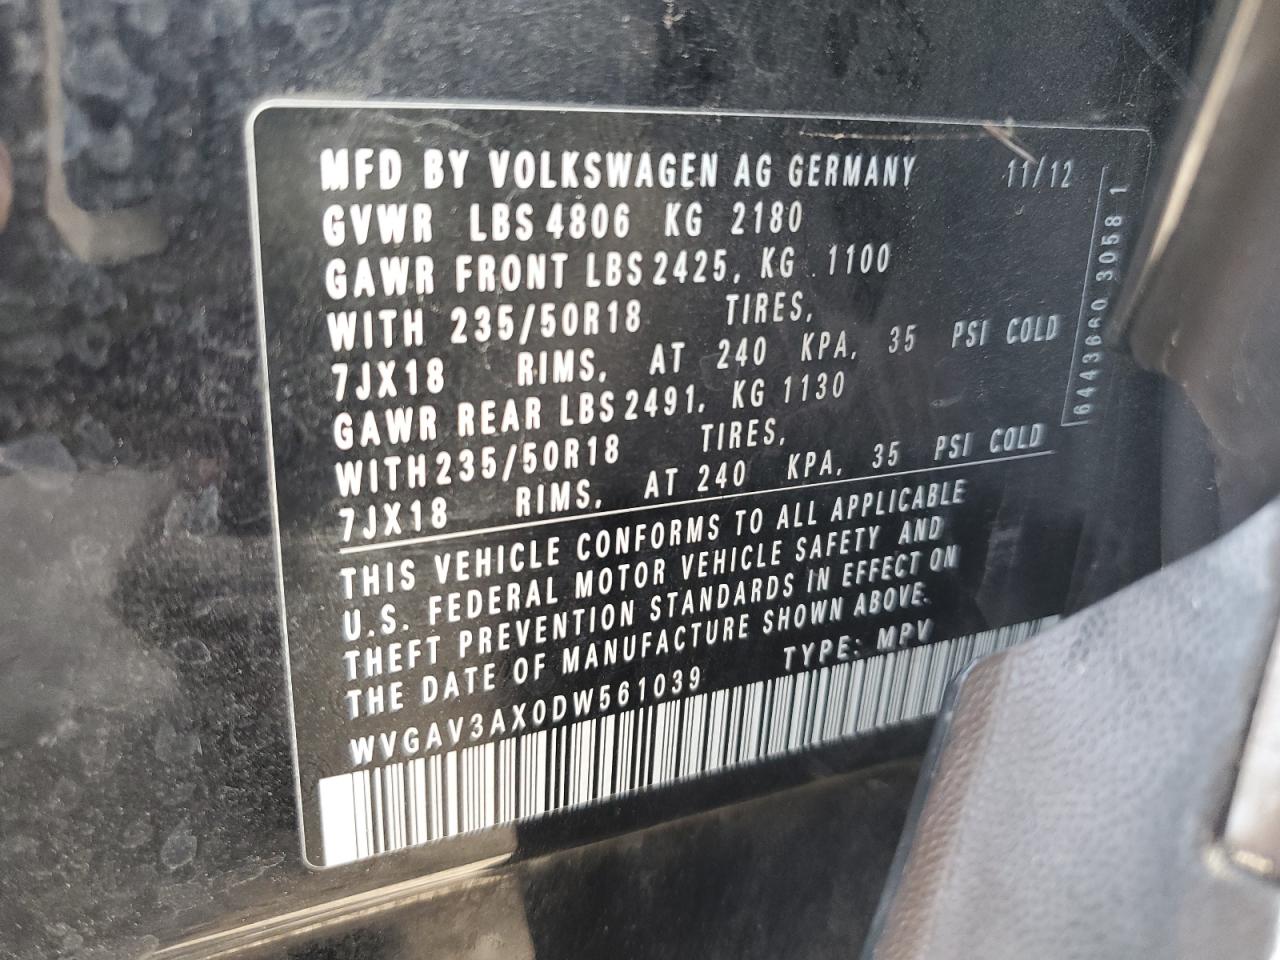 MFD BY VOLKSWAGEN AG GERMANY 11/12
GVWR LBS 4806 KG 2180
GAWR FRONT LBS 2425, KG 1100
WITH 235/50R18 TIRES,
7JX18 RIMS, AT 240 KPA, 35 PSI COLD
GAWR REAR LBS 2491, KG 1130
WITH 235/50R18 TIRES,
7JX18 RIMS, AT 240 KPA, 35 PSI COLD
THIS VEHICLE CONFORMS TO ALL APPLICABLE
U.S. FEDERAL MOTOR VEHICLE SAFETY AND
THEFT PREVENTION STANDARDS IN EFFECT ON
THE DATE OF MANUFACTURE SHOWN ABOVE.
WVGAV3AX0DW561039 TYPE: MPV
6443660 3058 1